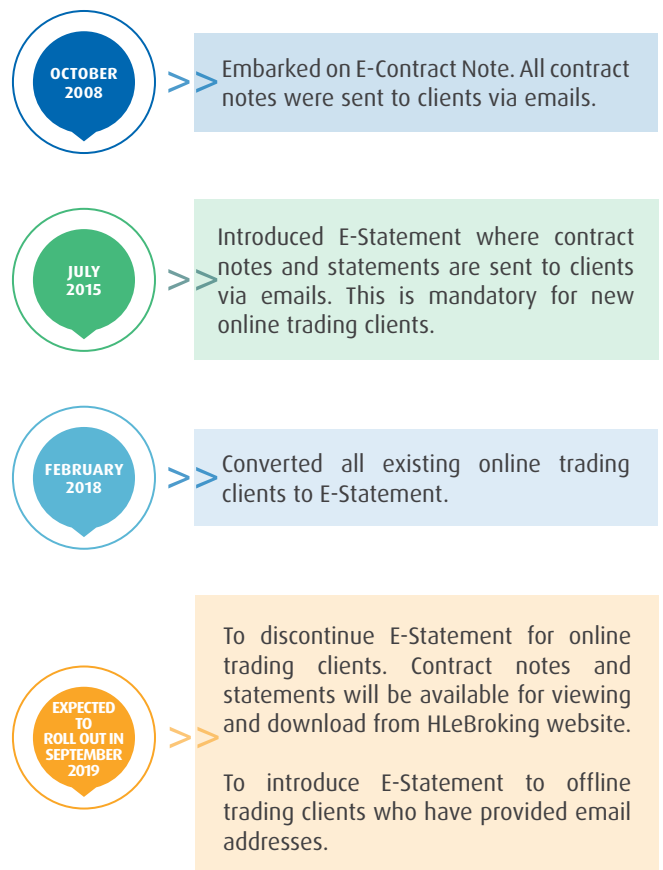 OCTOBER
2008
>>
Embarked on E-Contract Note. All contract
notes were sent to clients via emails.
JULY
2015
>>
Introduced E-Statement where contract
notes and statements are sent to clients
via emails. This is mandatory for new
online trading clients.
FEBRUARY
2018
>>
Converted all existing online trading
clients to E-Statement.
EXPECTED
TO
ROLL OUT IN
SEPTEMBER
2019
>>
To discontinue E-Statement for online
trading clients. Contract notes and
statements will be available for viewing
and download from HLeBroking website.
To introduce E-Statement to offline
trading clients who have provided email
addresses.